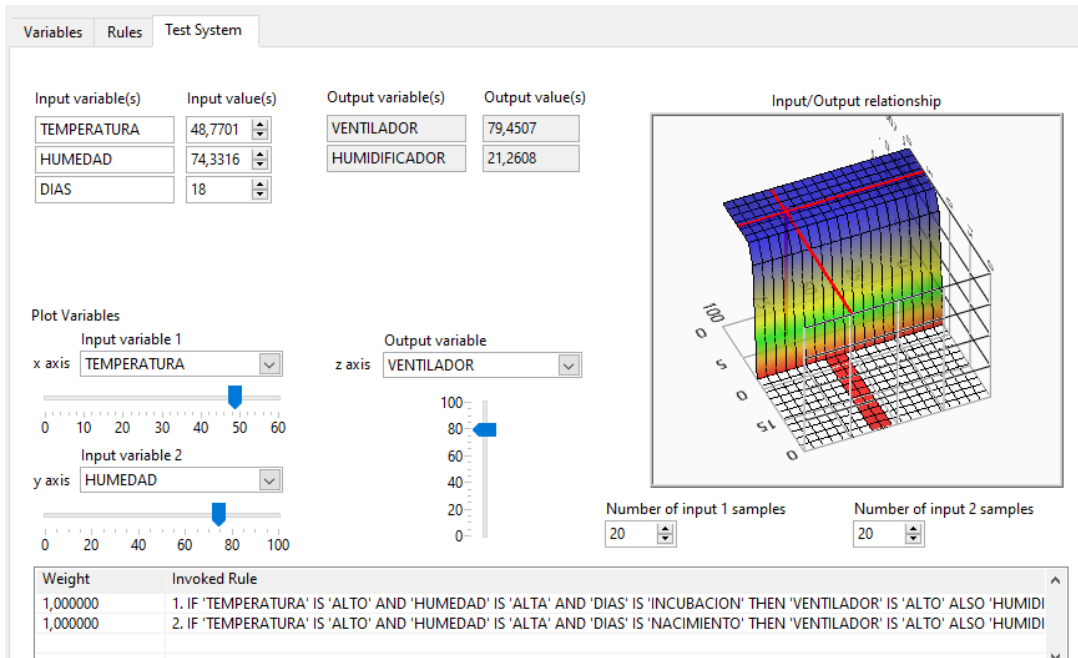 Variables Rules Test System
Input variable(s) Input value(s) Output variable(s) Output value(s) Input/Output relationship
TEMPERATURA 48,7701 VENTILADOR 79,4507
HUMEDAD 74,3316 HUMIDIFICADOR 21,2608
DIAS 18
100
0
5
0
15
0
Plot Variables
Input variable 1 Output variable
x axis TEMPERATURA z axis VENTILADOR
0 10 20 30 40 50 60
100
80
60
40
20
0
Input variable 2
y axis HUMEDAD
0 20 40 60 80 100
Number of input 1 samples Number of input 2 samples
20 20
Weight Invoked Rule
1,000000 1. IF 'TEMPERATURA' IS 'ALTO' AND 'HUMEDAD' IS 'ALTA' AND 'DIAS' IS 'INCUBACION' THEN 'VENTILADOR' IS 'ALTO' ALSO 'HUMIDI
1,000000 2. IF 'TEMPERATURA' IS 'ALTO' AND 'HUMEDAD' IS 'ALTA' AND 'DIAS' IS 'NACIMIENTO' THEN 'VENTILADOR' IS 'ALTO' ALSO 'HUMIDI